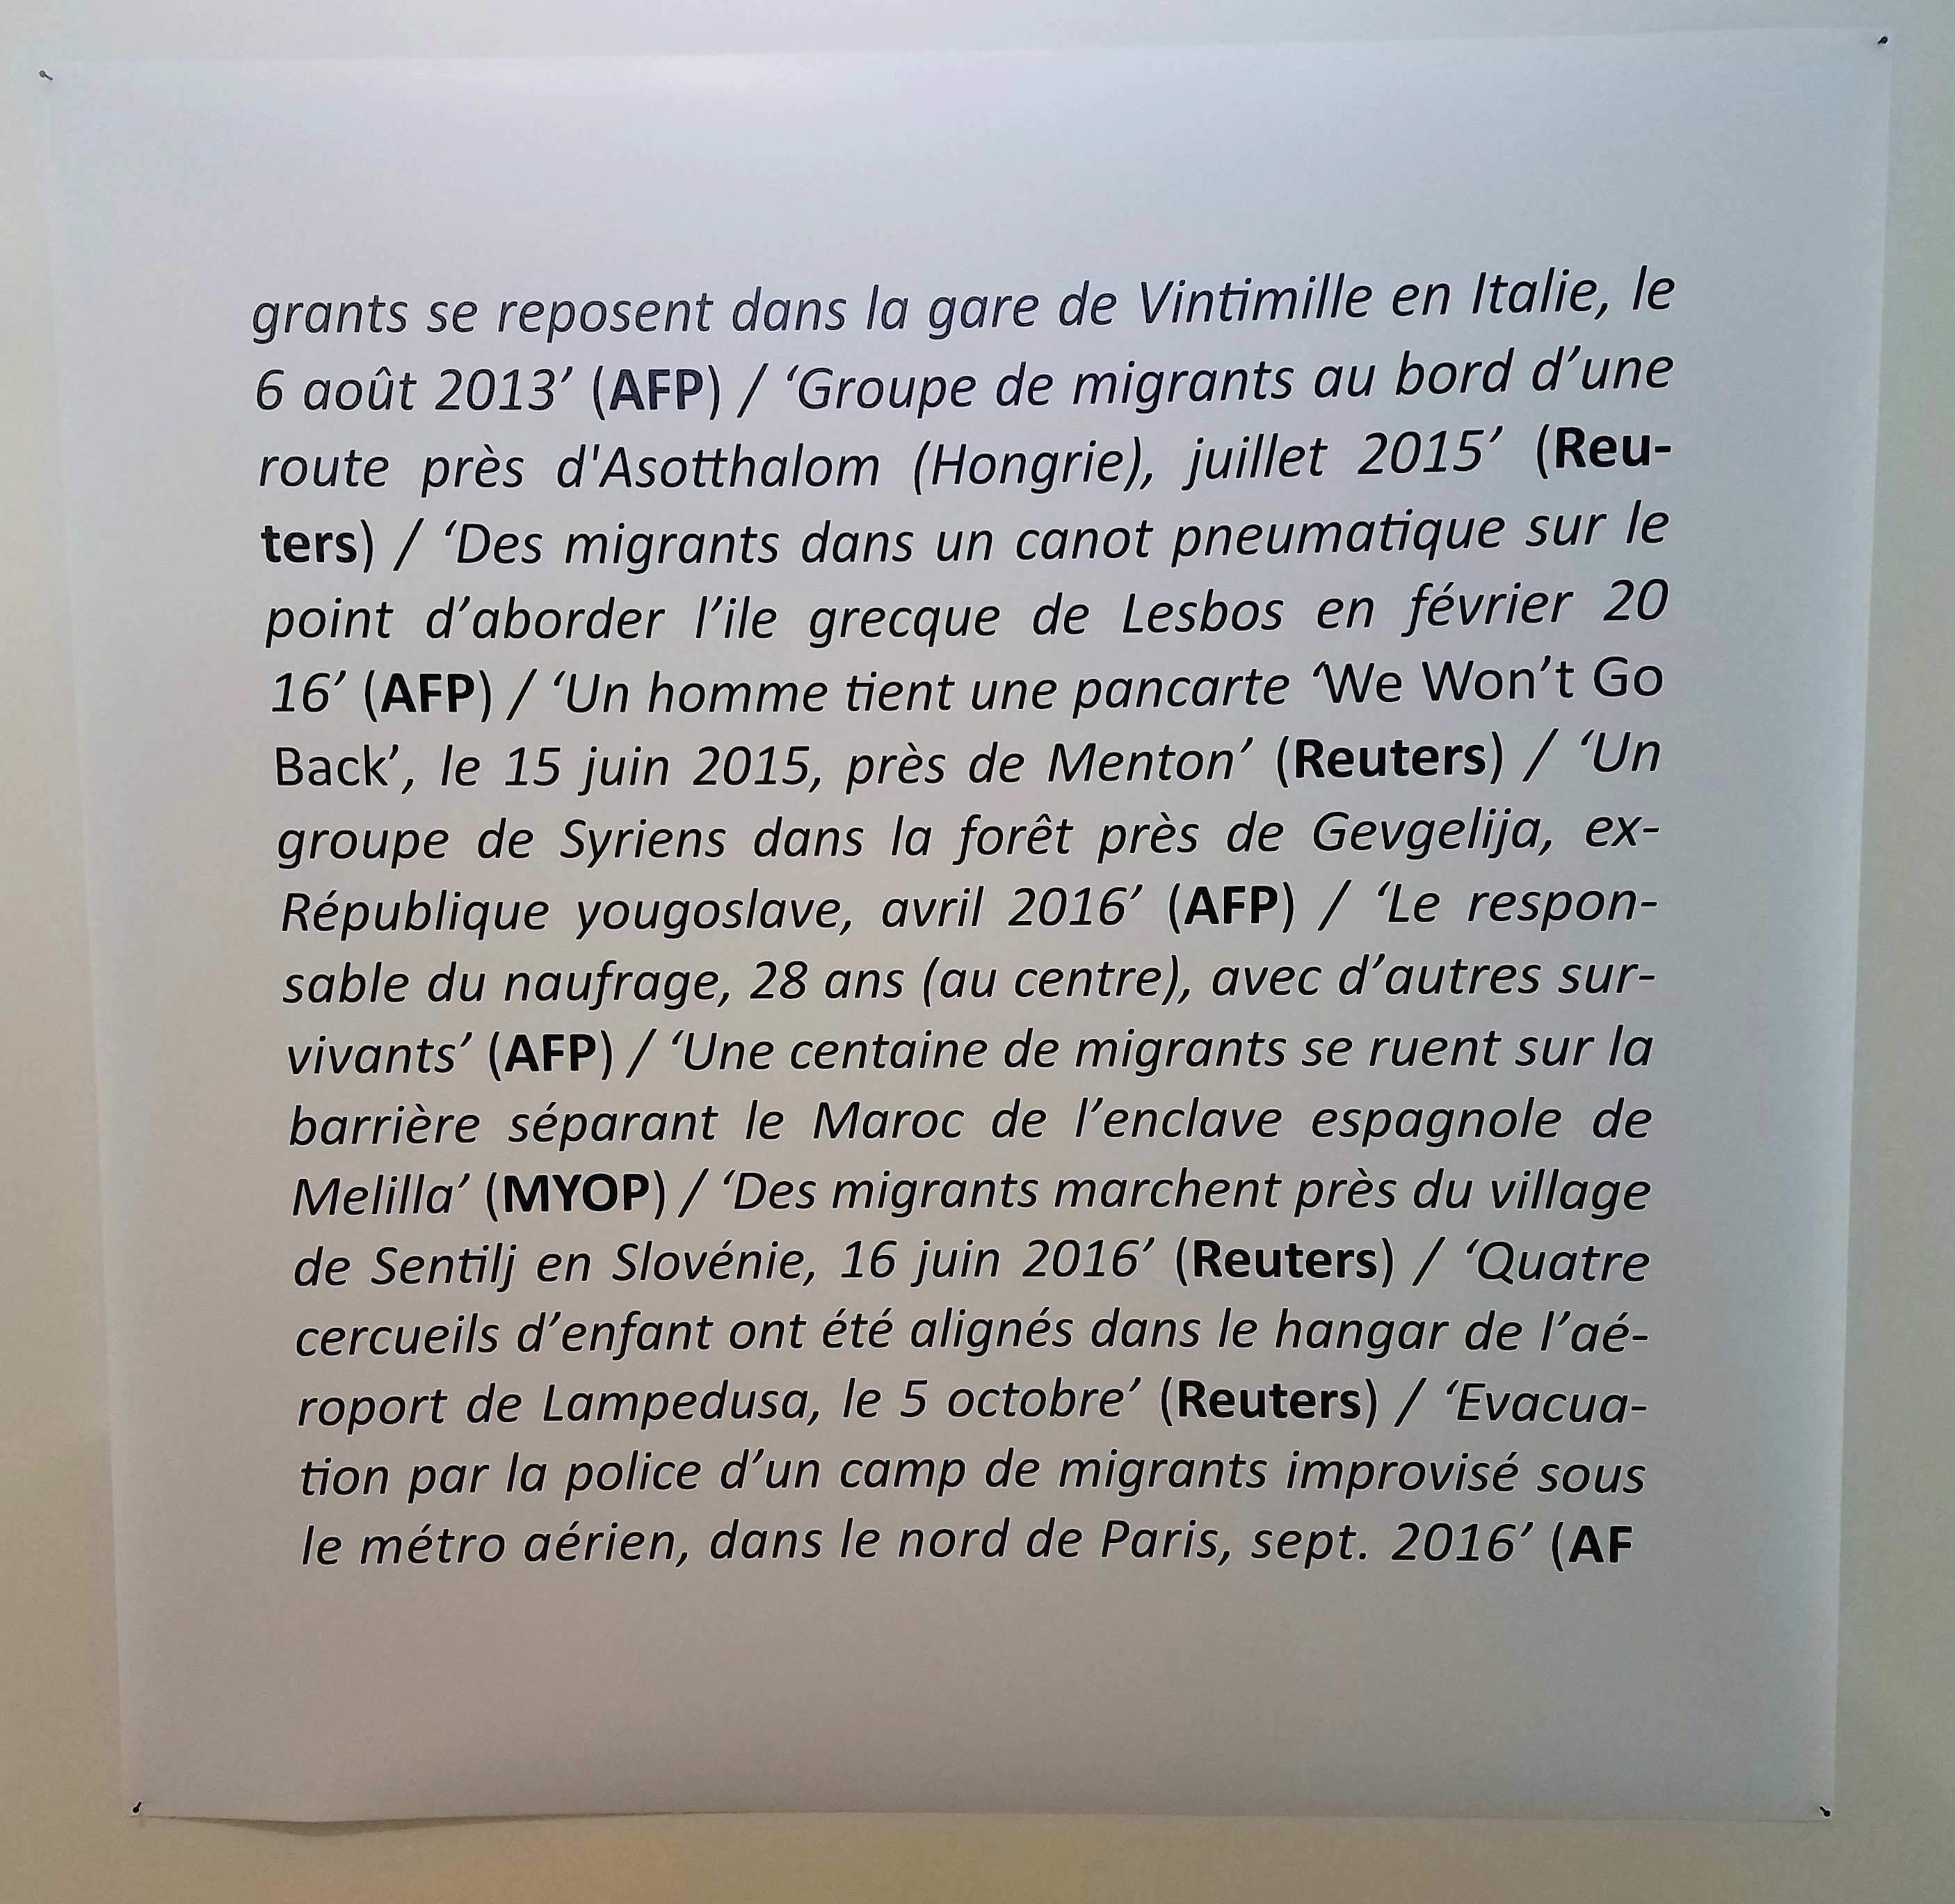 grants se reposent dans la gare de Vintimille en Italie, le
6 août 2013’ (AFP) / ‘Groupe de migrants au bord d’une
route près d'Asotthalom (Hongrie), juillet 2015’ (Reu-
ters) / ‘Des migrants dans un canot pneumatique sur le
point d’aborder l’ile grecque de Lesbos en février 20
16’ (AFP) / ‘Un homme tient une pancarte ‘We Won’t Go
Back’, le 15 juin 2015, près de Menton’ (Reuters) / ‘Un
groupe de Syriens dans la forêt près de Gevgelija, ex-
République yougoslave, avril 2016’ (AFP) / ‘Le respon-
sable du naufrage, 28 ans (au centre), avec d’autres sur-
vivants’ (AFP) / ‘Une centaine de migrants se ruent sur la
barrière séparant le Maroc de l’enclave espagnole de
Melilla’ (MYOP) / ‘Des migrants marchent près du village
de Sentilj en Slovénie, 16 juin 2016’ (Reuters) / ‘Quatre
cercueils d’enfant ont été alignés dans le hangar de l’aé-
roport de Lampedusa, le 5 octobre’ (Reuters) / ‘Evacua-
tion par la police d’un camp de migrants improvisé sous
le métro aérien, dans le nord de Paris, sept. 2016’ (AF